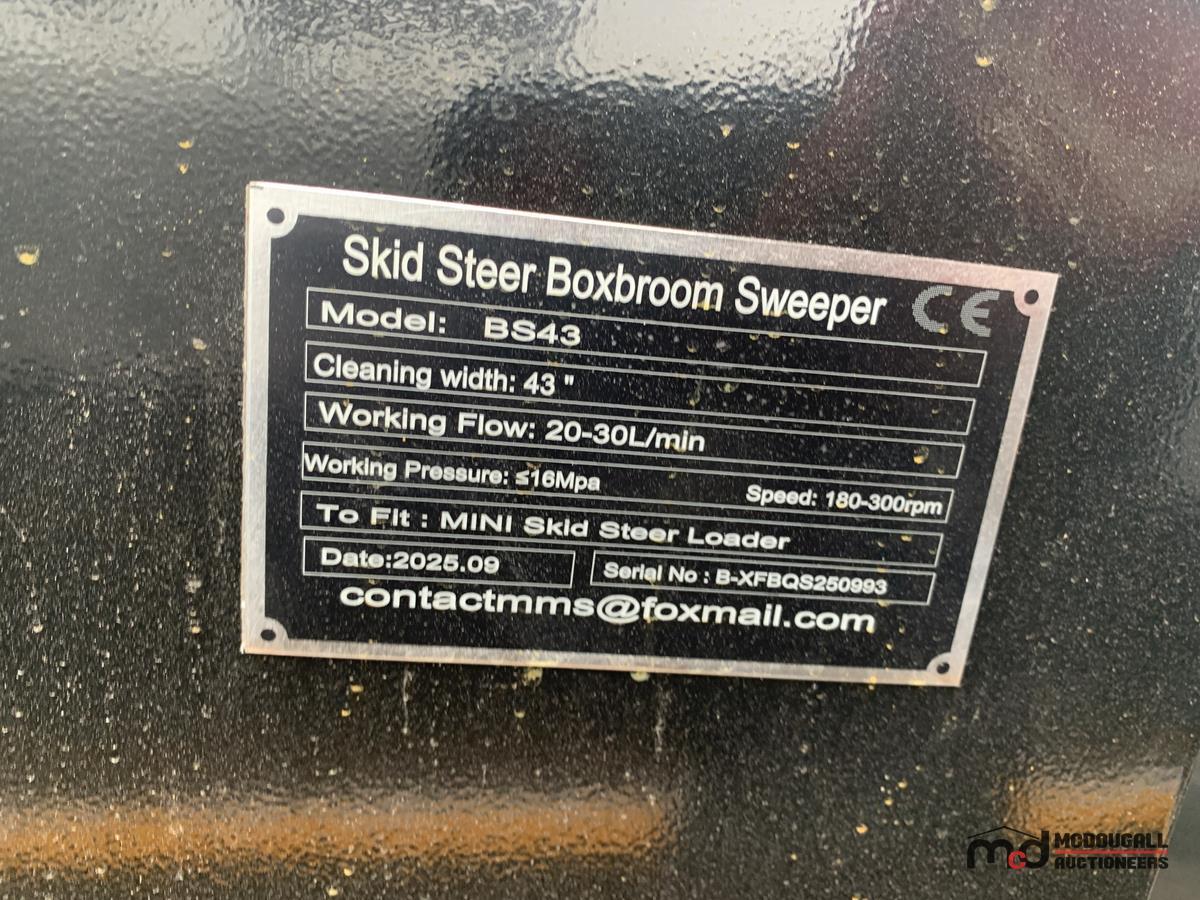 Skid Steer Boxbroom Sweeper CE
Model: BS43
Cleaning width: 43 "
Working Flow: 20-30L/min
Working Pressure: ≤16Mpa Speed: 180-300rpm
To Fit : MINI Skid Steer Loader
Date:2025.09 Serial No : B-XFBQS250993
contactmms@foxmail.com
mcd MCDOUGALL
AUCTIONEERS